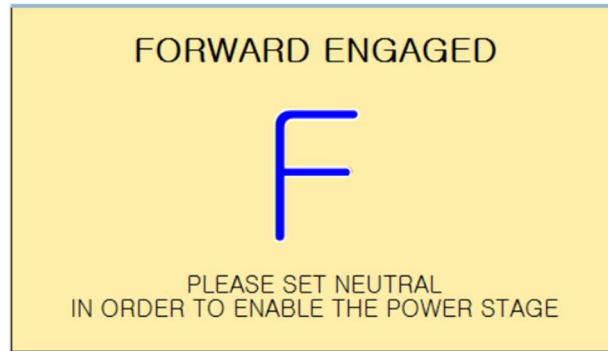 FORWARD ENGAGED
F
PLEASE SET NEUTRAL
IN ORDER TO ENABLE THE POWER STAGE